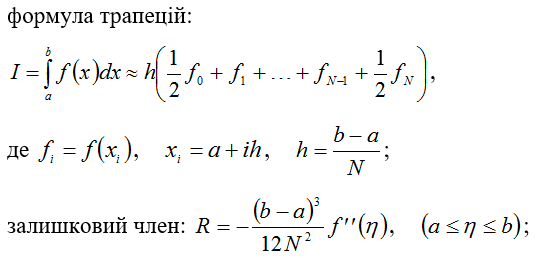 формула трапецій:
I = ∫_a^b f(x)dx ≈ h(1/2 f_0 + f_1 + … + f_{N−1} + 1/2 f_N),
де f_i = f(x_i), x_i = a + ih, h = (b − a)/N;
залишковий член: R = −(b − a)^3/(12N^2) f''(η), (a ≤ η ≤ b);